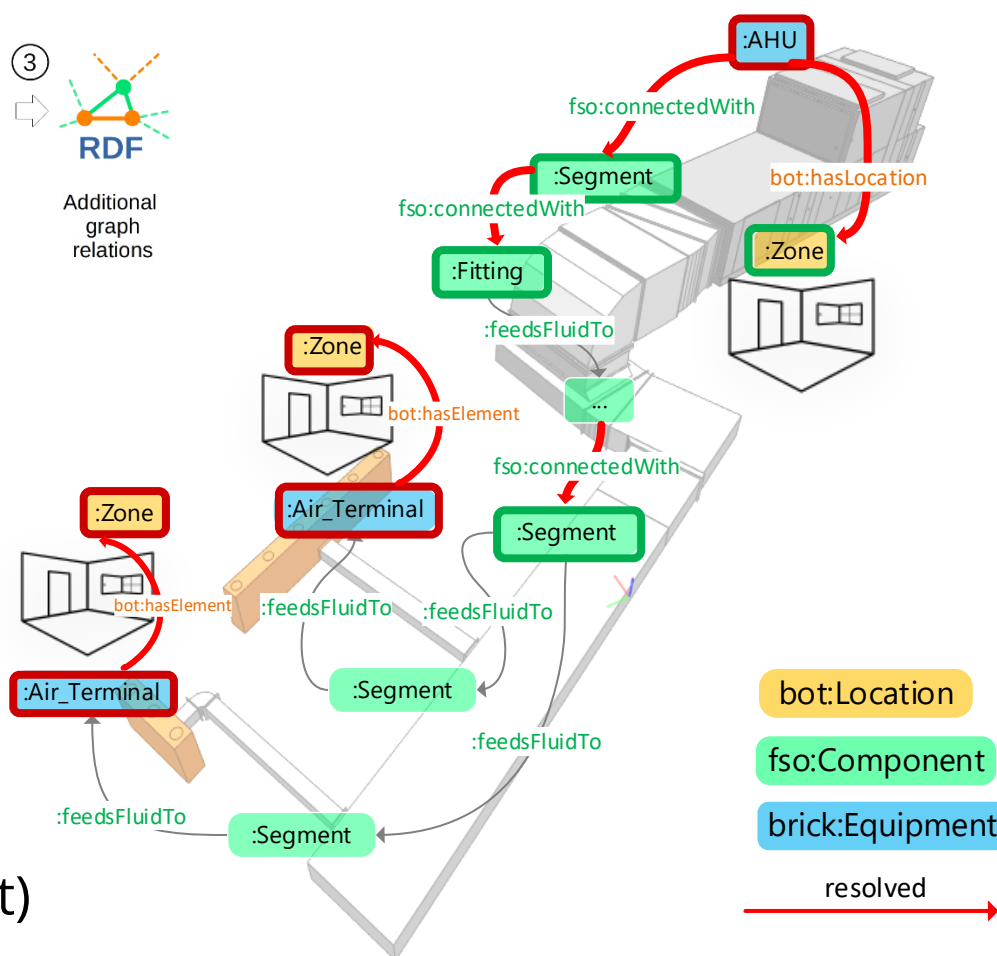 3
RDF
Additional
graph
relations
:AHU
fso:connectedWith
:Segment
bot:hasLocation
fso:connectedWith
:Zone
:Fitting
:feedsFluidTo
:Zone
...
bot:hasElement
fso:connectedWith
:Air_Terminal
:Zone
:Segment
bot:hasElement
:feedsFluidTo
:feedsFluidTo
:Air_Terminal
:Segment
bot:Location
:feedsFluidTo
fso:Component
:feedsFluidTo
:Segment
brick:Equipment
resolved
t)